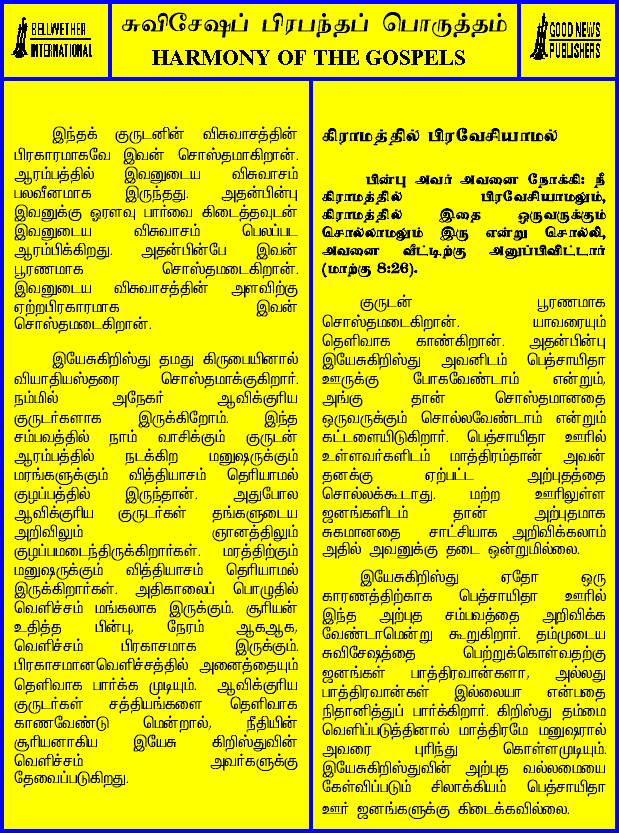 BELLWETHER
INTERNATIONAL
சுவிசேஷப் பிரபந்தப் பொருத்தம்
HARMONY OF THE GOSPELS
GOOD NEWS
PUBLISHERS
இந்தக் குருடனின் விசுவாசத்தின்
பிரகாரமாகவே இவன் சொஸ்தமாகிறான்.
ஆரம்பத்தில் இவனுடைய விசுவாசம்
பலவீனமாக இருந்தது. அதன்பின்பு
இவனுக்கு ஓரளவு பார்வை கிடைத்தவுடன்
இவனுடைய விசுவாசம் பெலப்பட
ஆரம்பிக்கிறது. அதன்பின்பே இவன்
பூரணமாக சொஸ்தமடைகிறான்.
இவனுடைய விசுவாசத்தின் அளவிற்கு
ஏற்றபிரகாரமாக இவன்
சொஸ்தமடைகிறான்.
இயேசுகிறிஸ்து தமது கிருபையினால்
வியாதியஸ்தரை சொஸ்தமாக்குகிறார்.
நம்மில் அநேகர் ஆவிக்குரிய
குருடர்களாக இருக்கிறோம். இந்த
சம்பவத்தில் நாம் வாசிக்கும் குருடன்
ஆரம்பத்தில் நடக்கிற மனுஷருக்கும்
மரங்களுக்கும் வித்தியாசம் தெரியாமல்
குழப்பத்தில் இருந்தான். அதுபோல
ஆவிக்குரிய குருடர்கள் தங்களுடைய
அறிவிலும் ஞானத்திலும்
குழப்பமடைந்திருக்கிறார்கள். மரத்திற்கும்
மனுஷருக்கும் வித்தியாசம் தெரியாமல்
இருக்கிறார்கள். அதிகாலைப் பொழுதில்
வெளிச்சம் மங்கலாக இருக்கும். சூரியன்
உதித்த பின்பு, நேரம் ஆகஆக,
வெளிச்சம் பிரகாசமாக இருக்கும்.
பிரகாசமானவெளிச்சத்தில் அனைத்தையும்
தெளிவாக பார்க்க முடியும். ஆவிக்குரிய
குருடர்கள் சத்தியங்களை தெளிவாக
காணவேண்டு மென்றால், நீதியின்
சூரியனாகிய இயேசு கிறிஸ்துவின்
வெளிச்சம் அவர்களுக்கு
தேவைப்படுகிறது.
கிராமத்தில் பிரவேசியாமல்
பின்பு அவர் அவனை நோக்கி: நீ
கிராமத்தில் பிரவேசியாமலும்,
கிராமத்தில் இதை ஒருவருக்கும்
சொல்லாமலும் இரு என்று சொல்லி,
அவனை வீட்டிற்கு அனுப்பிவிட்டார்
(மாற்கு 8:26).
குருடன் பூரணமாக
சொஸ்தமடைகிறான். யாவரையும்
தெளிவாக காண்கிறான். அதன்பின்பு
இயேசுகிறிஸ்து அவனிடம் பெத்சாயிதா
ஊருக்கு போகவேண்டாம் என்றும்,
அங்கு தான் சொஸ்தமானதை
ஒருவருக்கும் சொல்லவேண்டாம் என்றும்
கட்டளையிடுகிறார். பெத்சாயிதா ஊரில்
உள்ளவர்களிடம் மாத்திரம்தான் அவன்
தனக்கு ஏற்பட்ட அற்புதத்தை
சொல்லக்கூடாது. மற்ற ஊரிலுள்ள
ஜனங்களிடம் தான் அற்புதமாக
சுகமானதை சாட்சியாக அறிவிக்கலாம்
அதில் அவனுக்கு தடை ஒன்றுமில்லை.
இயேசுகிறிஸ்து ஏதோ ஒரு
காரணத்திற்காக பெத்சாயிதா ஊரில்
இந்த அற்புத சம்பவத்தை அறிவிக்க
வேண்டாமென்று கூறுகிறார். தம்முடைய
சுவிசேஷத்தை பெற்றுக்கொள்வதற்கு
ஜனங்கள் பாத்திரவான்களா, அல்லது
பாத்திரவான்கள் இல்லையா என்பதை
நிதானித்துப் பார்க்கிறார். கிறிஸ்து தம்மை
வெளிப்படுத்தினால் மாத்திரமே மனுஷரால்
அவரை புரிந்து கொள்ளமுடியும்.
இயேசுகிறிஸ்துவின் அற்புத வல்லமையை
கேள்விப்படும் சிலாக்கியம் பெத்சாயிதா
ஊர் ஜனங்களுக்கு கிடைக்கவில்லை.